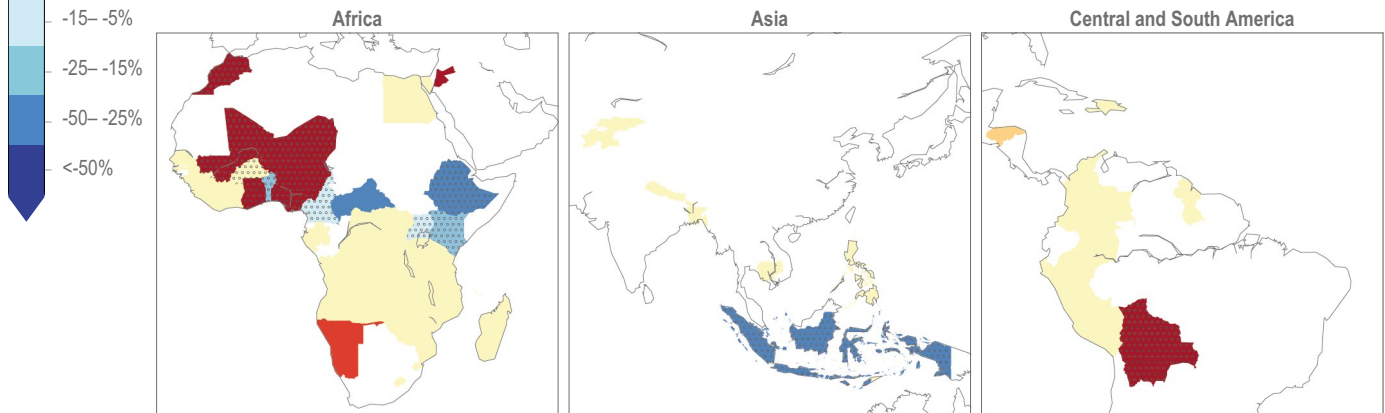 -15– -5%
-25– -15%
-50– -25%
<-50%
Africa
Asia
Central and South America